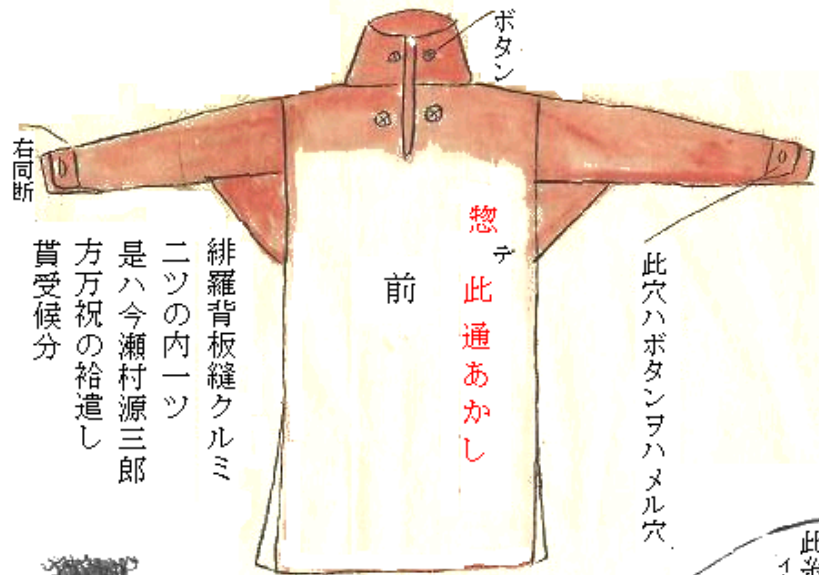 ボタン
右同断
惣
デ
此通あかし
前
此穴ハボタンヲハメル穴
緋羅背板縫クルミ
二ツの内一ツ
是ハ今瀬村源三郎
方万祝の袷遣し
貰受候分